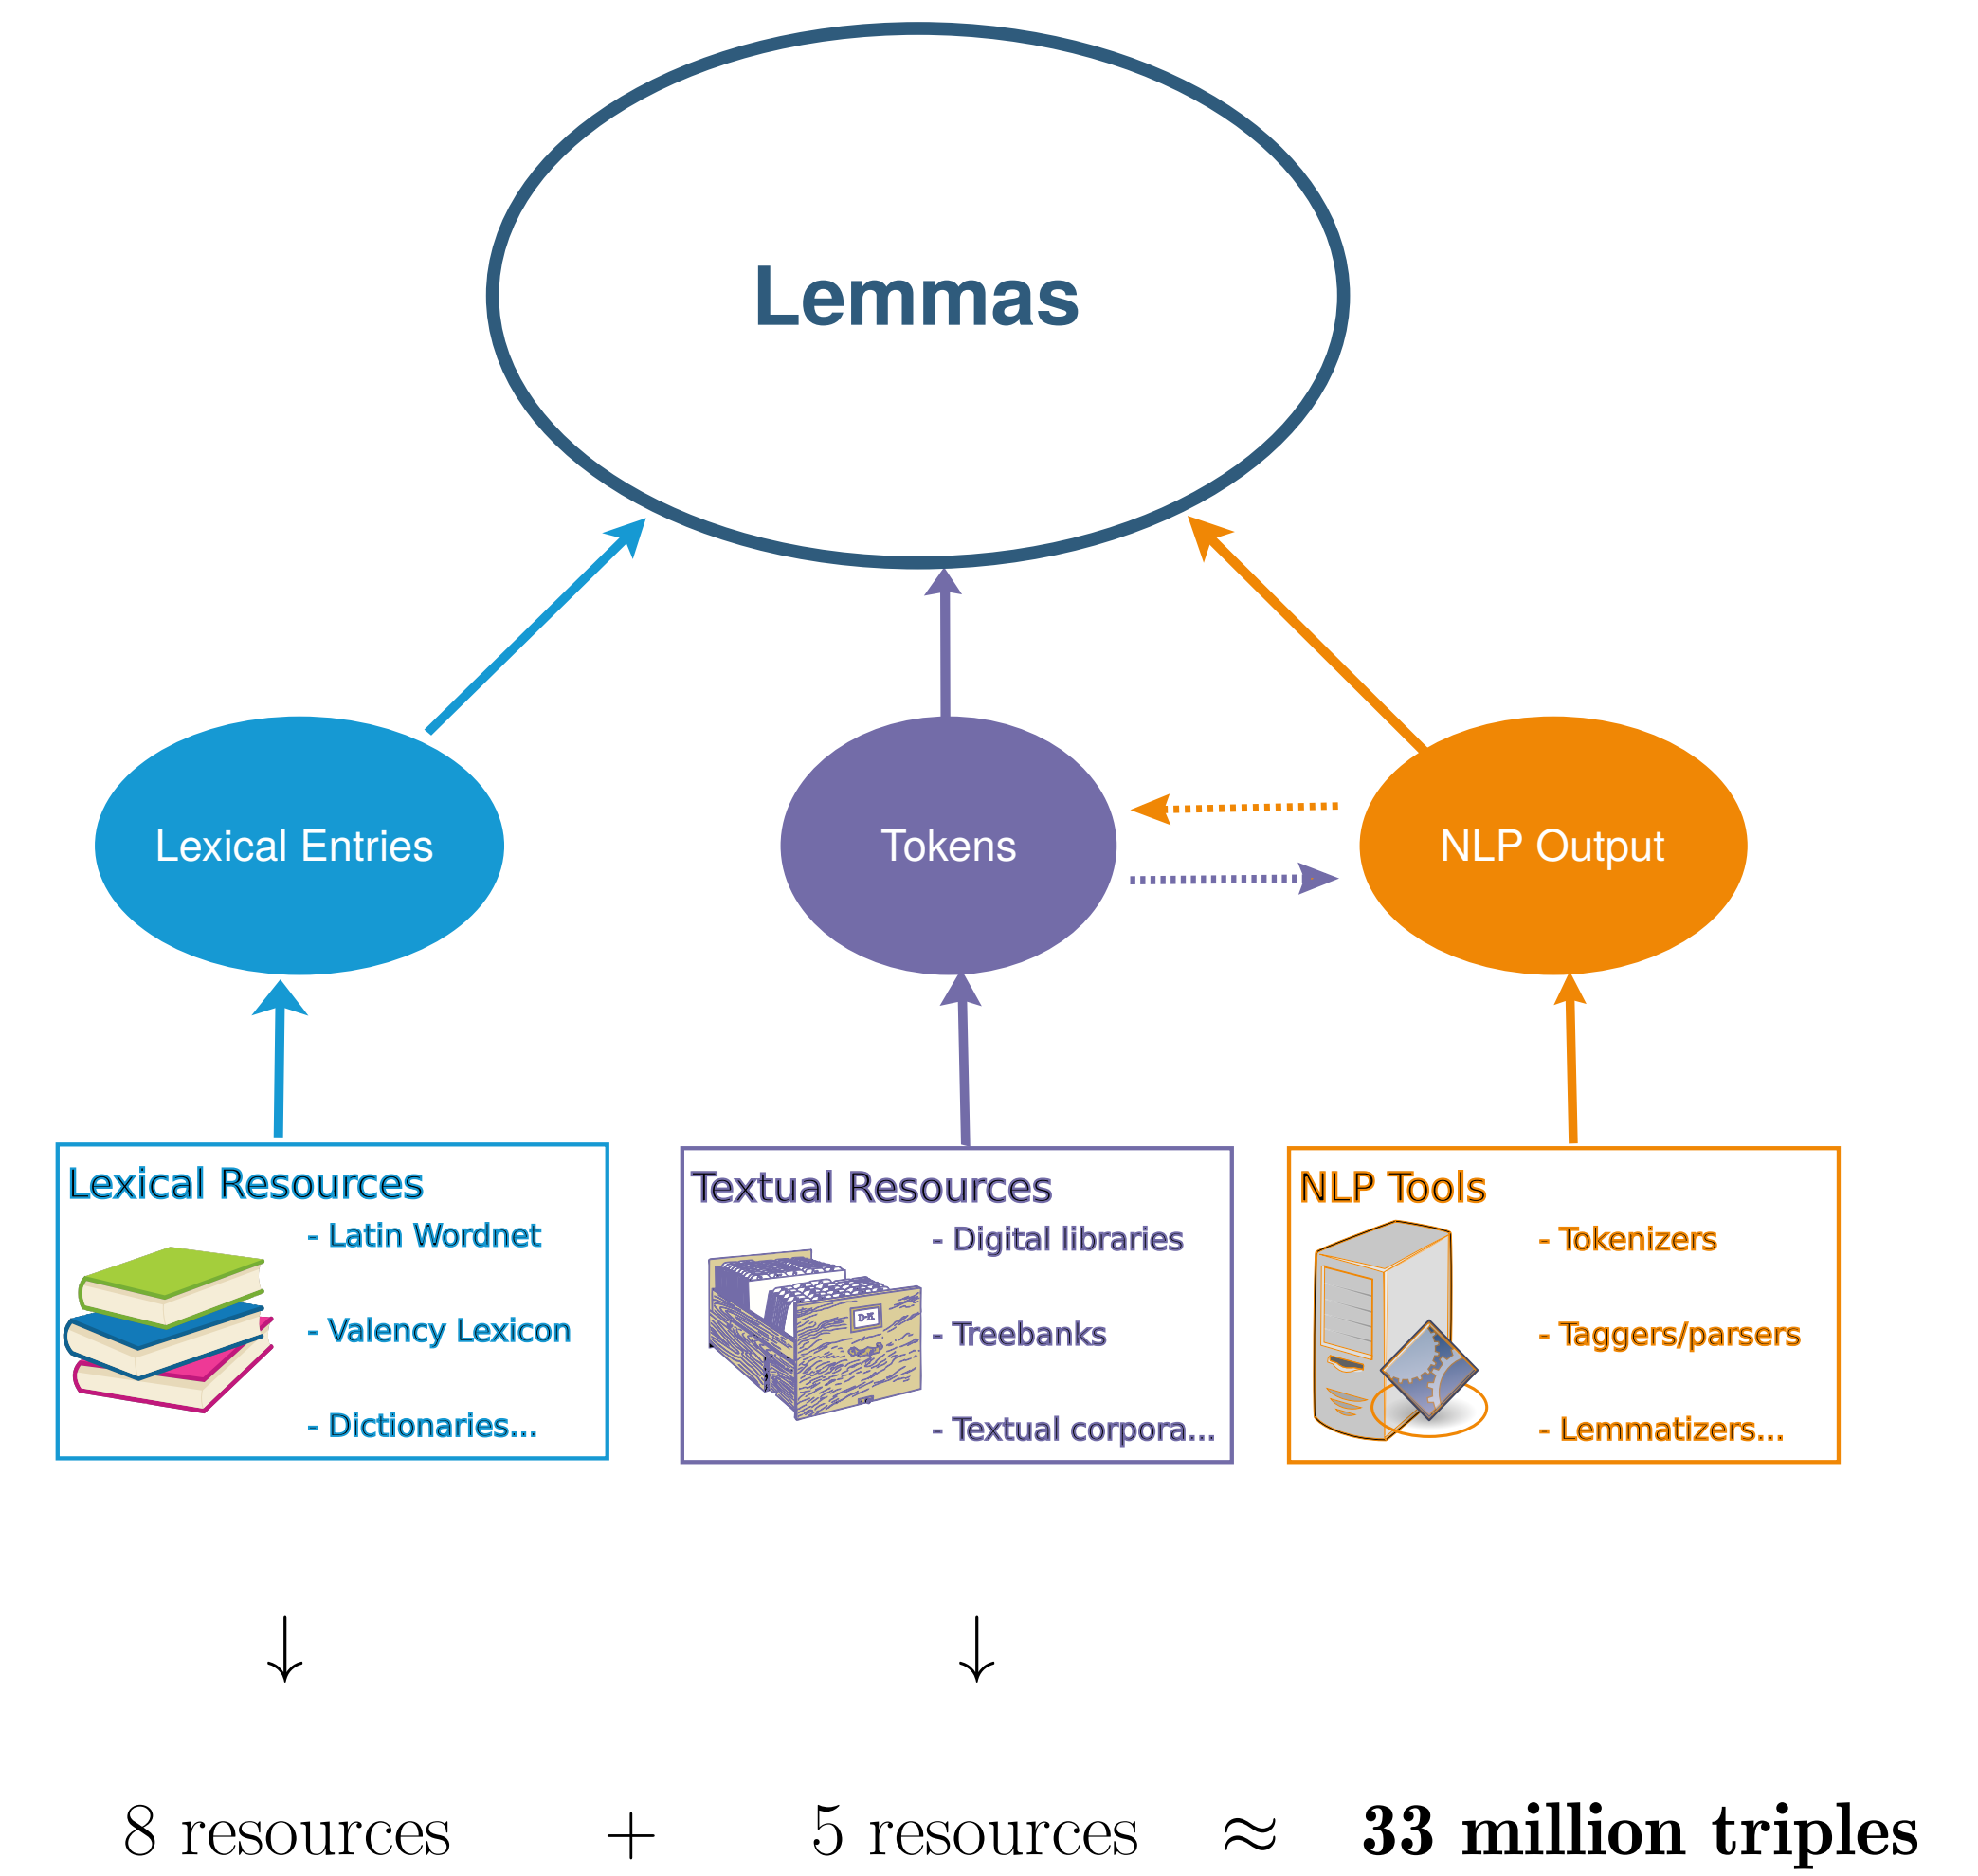 Lemmas
Lexical Entries
Tokens
NLP Output
Lexical Resources
- Latin Wordnet
- Valency Lexicon
- Dictionaries...
Textual Resources
- Digital libraries
- Treebanks
- Textual corpora...
D-K
NLP Tools
- Tokenizers
- Taggers/parsers
- Lemmatizers...
↓ ↓
8 resources + 5 resources ≈ 33 million triples